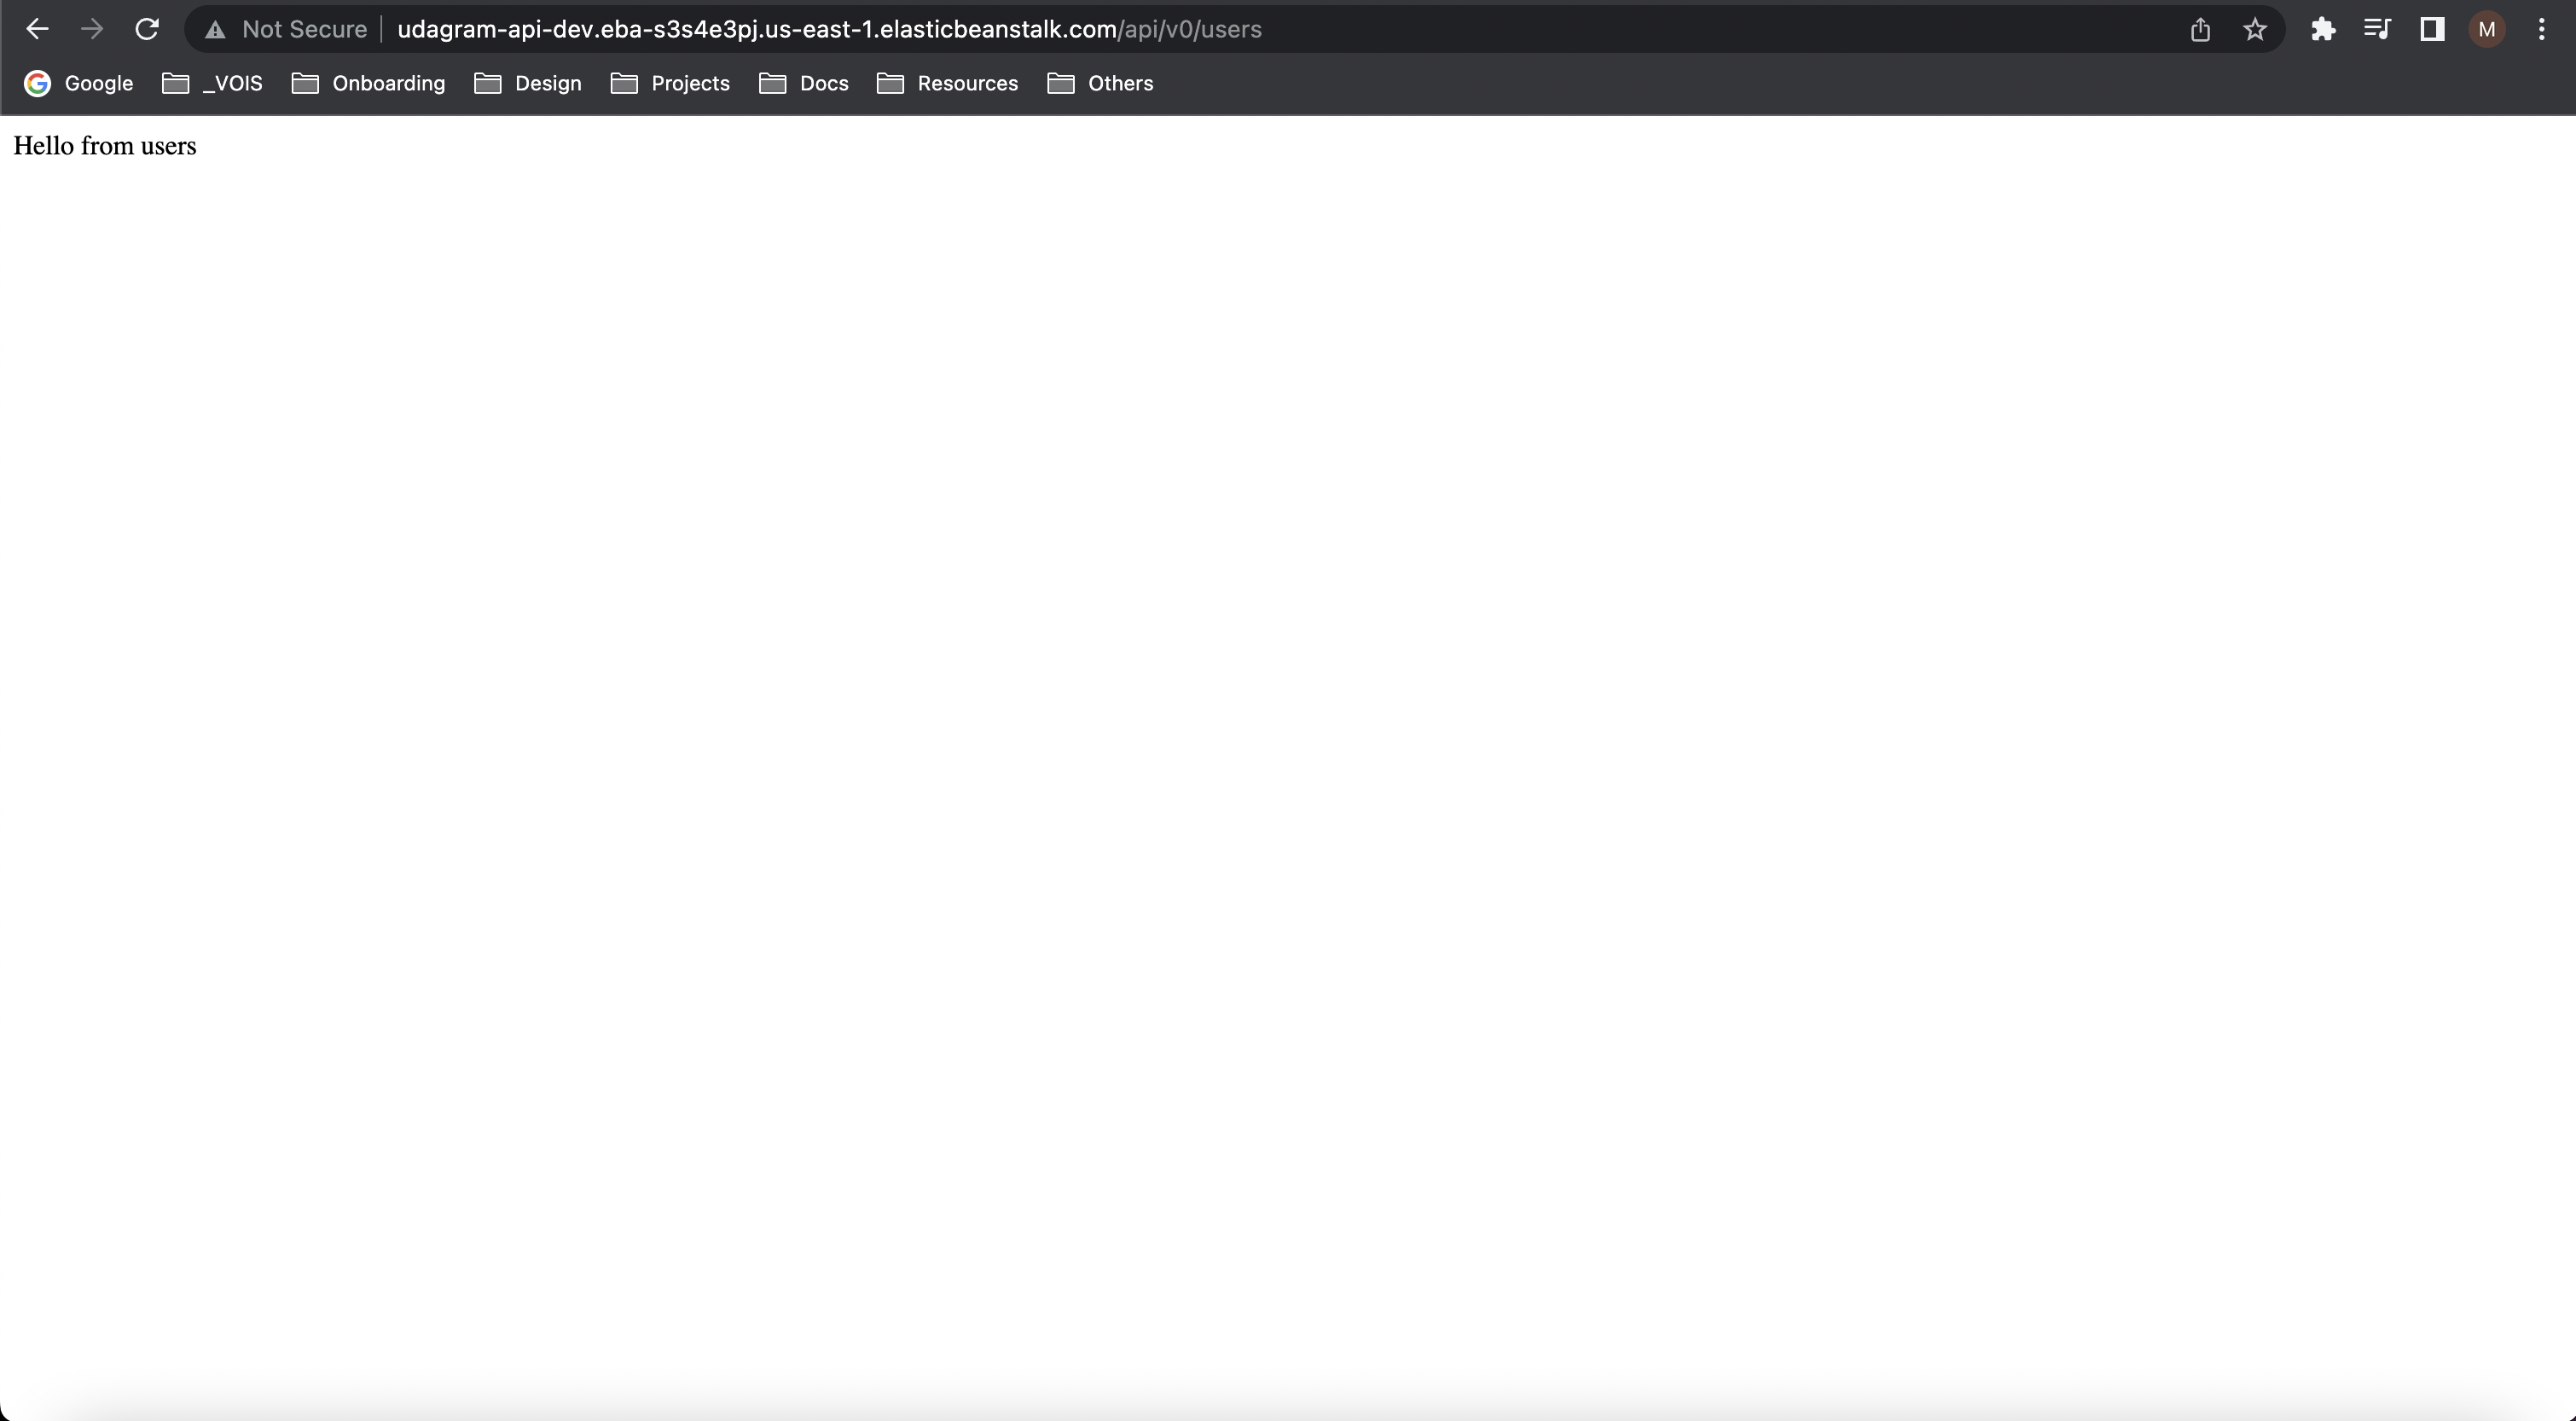 Not Secure udagram-api-dev.eba-s3s4e3pj.us-east-1.elasticbeanstalk.com/api/v0/users M
Google _VOIS Onboarding Design Projects Docs Resources Others
Hello from users